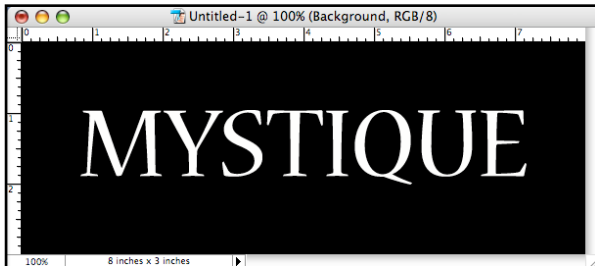 Untitled-1 @ 100% (Background, RGB/8)
0 1 2 3 4 5 6 7
0
1
MYSTIQUE
2
100% 8 inches x 3 inches